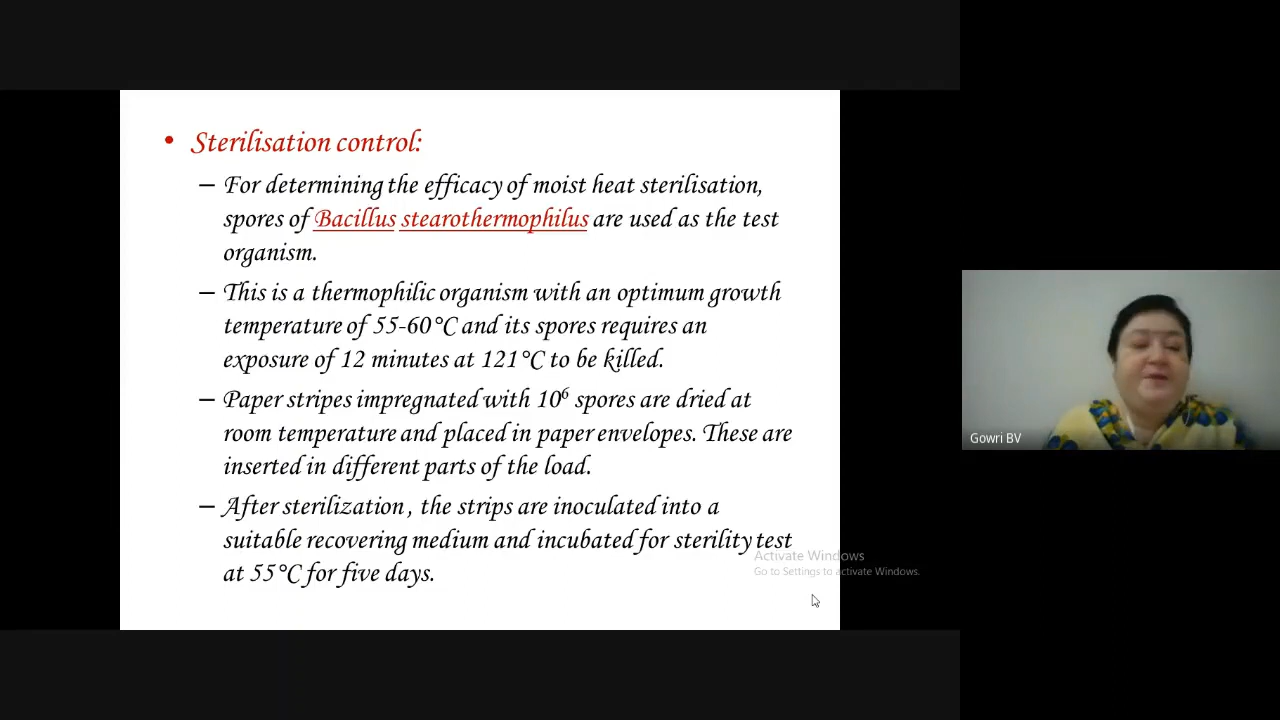 • Sterilisation control:
– For determining the efficacy of moist heat sterilisation,
spores of Bacillus stearothermophilus are used as the test
organism.
– This is a thermophilic organism with an optimum growth
temperature of 55-60°C and its spores requires an
exposure of 12 minutes at 121°C to be killed.
– Paper stripes impregnated with 10⁶ spores are dried at
room temperature and placed in paper envelopes. These are
inserted in different parts of the load.
– After sterilization , the strips are inoculated into a
suitable recovering medium and incubated for sterility test
at 55°C for five days.
Activate Windows
Go to Settings to activate Windows.
Gowri BV